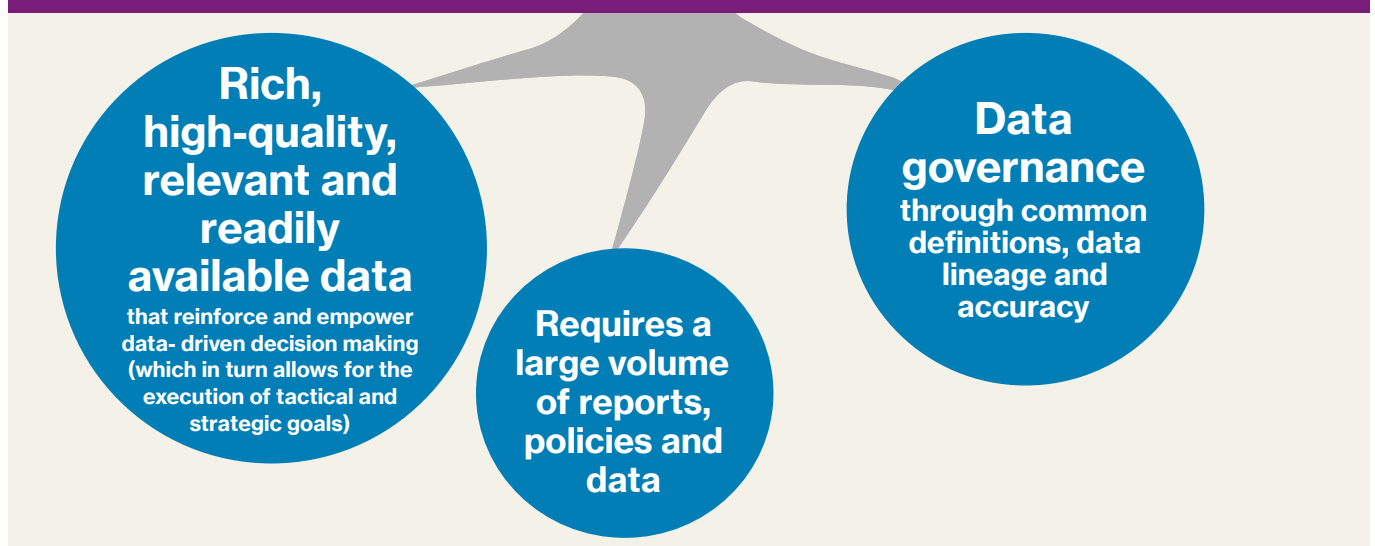 Rich,
high-quality,
relevant and
readily
available data
that reinforce and empower
data- driven decision making
(which in turn allows for the
execution of tactical and
strategic goals)
Requires a
large volume
of reports,
policies and
data
Data
governance
through common
definitions, data
lineage and
accuracy